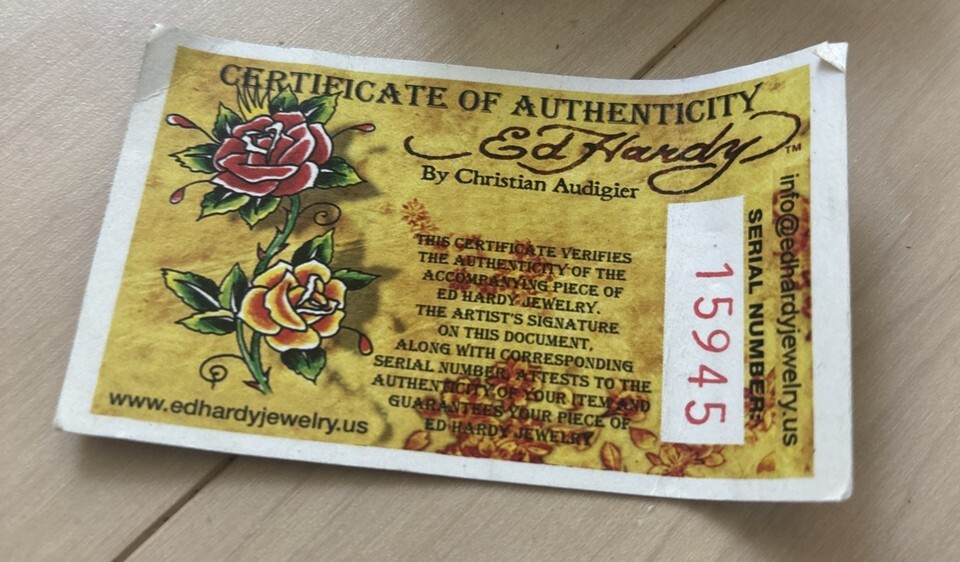 CERTIFICATE OF AUTHENTICITY
Ed Hardy™
By Christian Audigier
THIS CERTIFICATE VERIFIES
THE AUTHENTICITY OF THE
ACCOMPANYING PIECE OF
ED HARDY JEWELRY.
THE ARTIST'S SIGNATURE
ON THIS DOCUMENT,
ALONG WITH CORRESPONDING
SERIAL NUMBER, ATTESTS TO THE
AUTHENTICITY OF YOUR ITEM AND
GUARANTEES YOUR PIECE OF
ED HARDY JEWELRY
www.edhardyjewelry.us
15945
SERIAL NUMBER:
info@edhardyjewelry.us